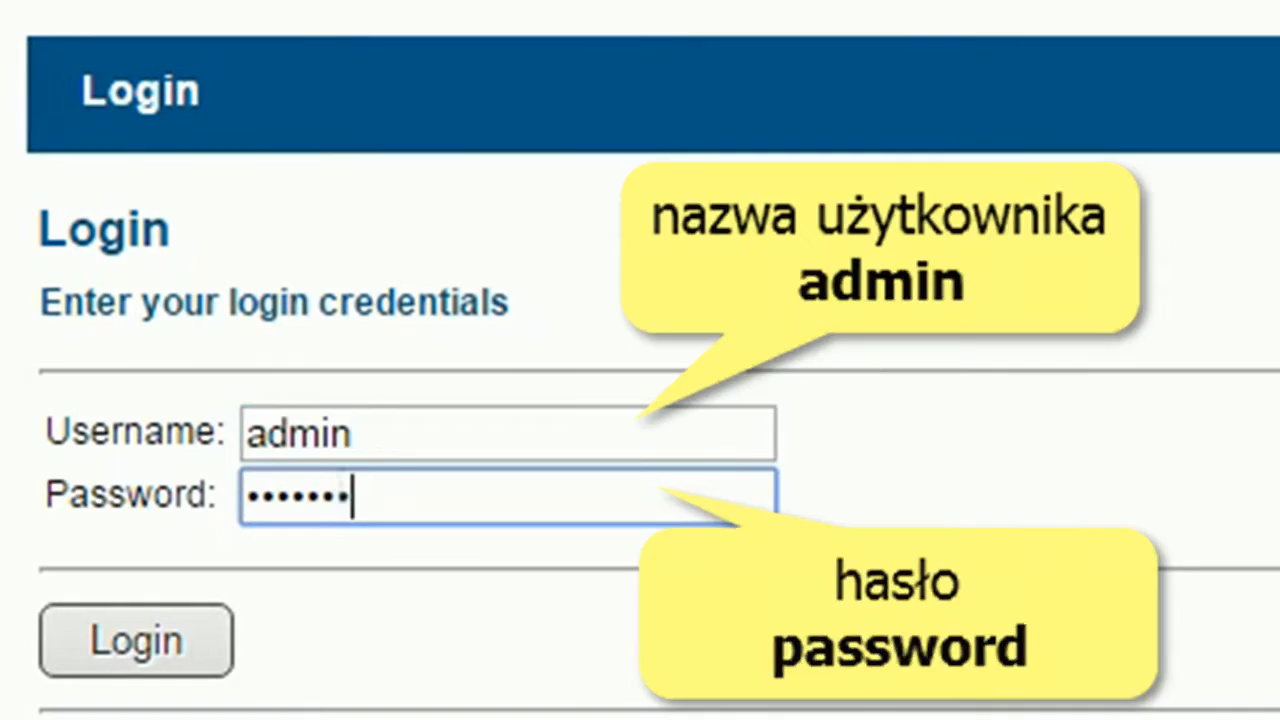 Login
Login
Enter your login credentials
nazwa użytkownika
admin
Username: admin
Password: •••••••
hasło
password
Login